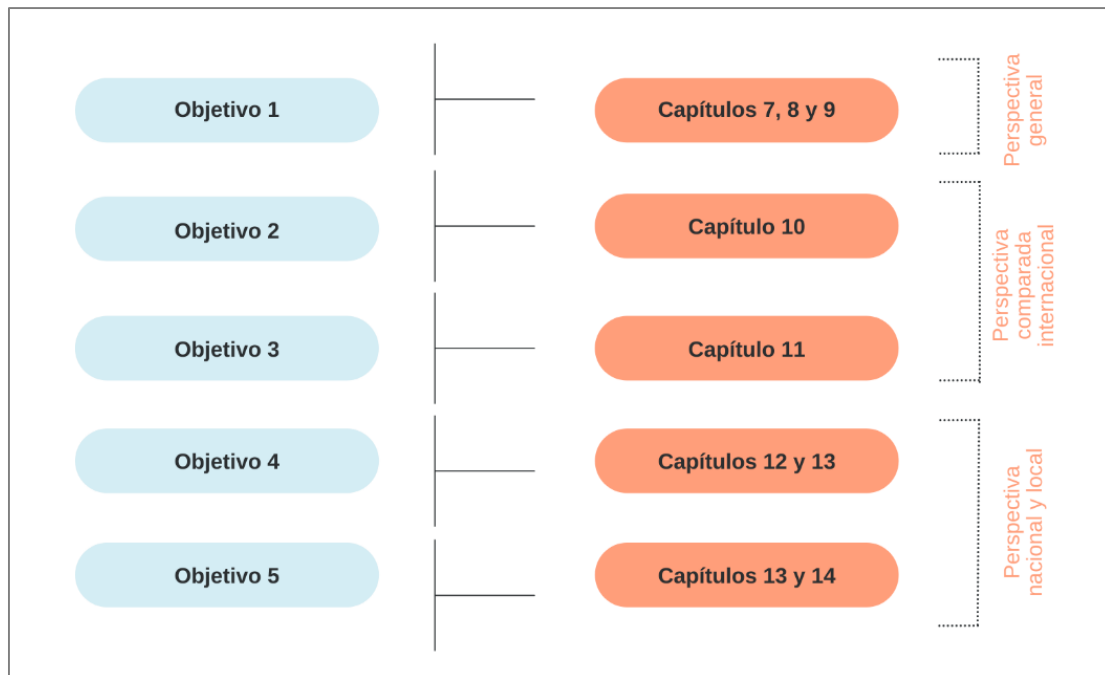 Objetivo 1
Capítulos 7, 8 y 9
Perspectiva
general
Objetivo 2
Capítulo 10
Objetivo 3
Capítulo 11
Perspectiva
comparada
internacional
Objetivo 4
Capítulos 12 y 13
Objetivo 5
Capítulos 13 y 14
Perspectiva
nacional y local